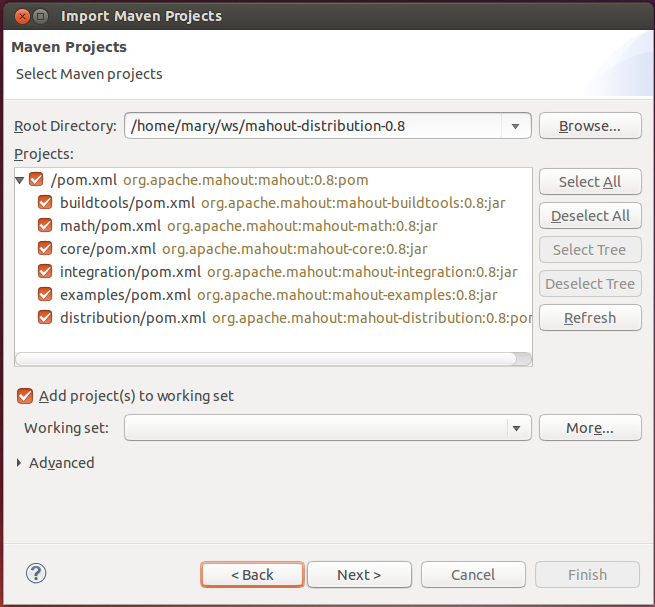 Import Maven Projects
Maven Projects
Select Maven projects
Root Directory: /home/mary/ws/mahout-distribution-0.8 Browse...
Projects:
/pom.xml org.apache.mahout:mahout:0.8:pom
buildtools/pom.xml org.apache.mahout:mahout-buildtools:0.8:jar
math/pom.xml org.apache.mahout:mahout-math:0.8:jar
core/pom.xml org.apache.mahout:mahout-core:0.8:jar
integration/pom.xml org.apache.mahout:mahout-integration:0.8:jar
examples/pom.xml org.apache.mahout:mahout-examples:0.8:jar
distribution/pom.xml org.apache.mahout:mahout-distribution:0.8:pom
Select All
Deselect All
Select Tree
Deselect Tree
Refresh
Add project(s) to working set
Working set: More...
Advanced
? < Back Next > Cancel Finish